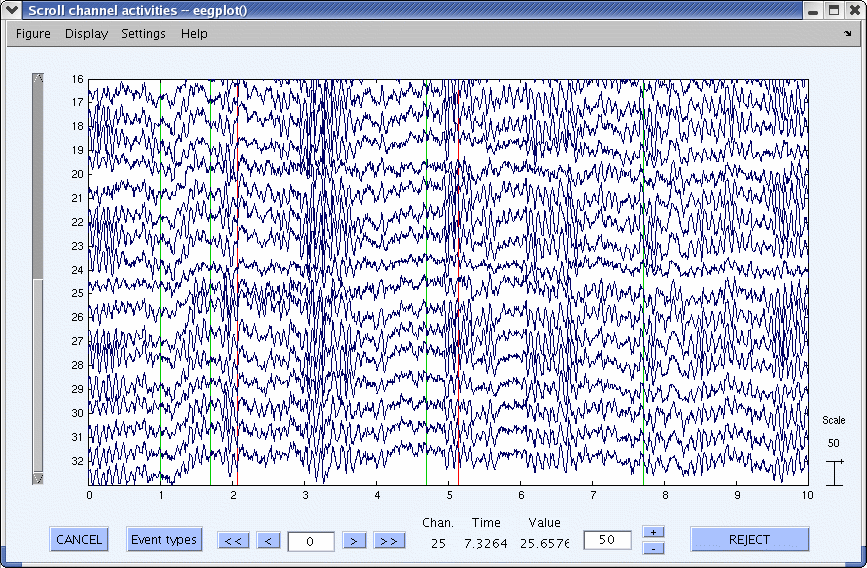 Scroll channel activities -- eegplot()
Figure Display Settings Help
16
17
18
19
20
21
22
23
24
25
26
27
28
29
30
31
32
0 1 2 3 4 5 6 7 8 9 10
Scale
50
+
Chan. Time Value
25 7.3264 25.6576
CANCEL Event types << < 0 > >> 50 + - REJECT